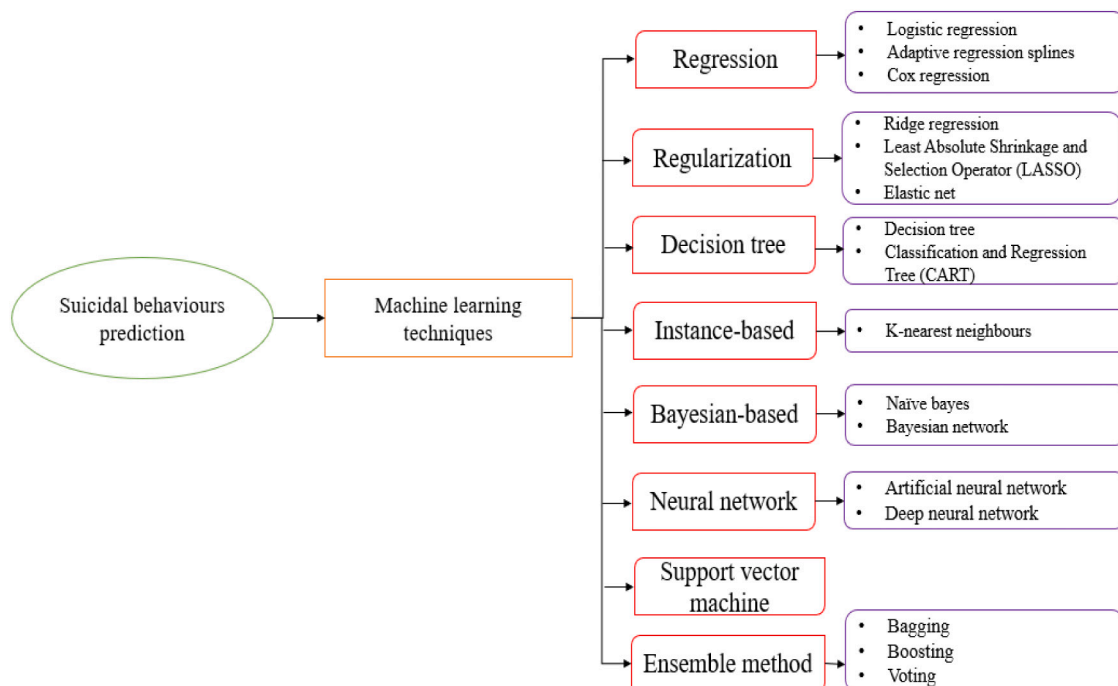 Suicidal behaviours
prediction
Machine learning
techniques
Regression
• Logistic regression
• Adaptive regression splines
• Cox regression
Regularization
• Ridge regression
• Least Absolute Shrinkage and
Selection Operator (LASSO)
• Elastic net
Decision tree
• Decision tree
• Classification and Regression
Tree (CART)
Instance-based
• K-nearest neighbours
Bayesian-based
• Naïve bayes
• Bayesian network
Neural network
• Artificial neural network
• Deep neural network
Support vector
machine
Ensemble method
• Bagging
• Boosting
• Voting